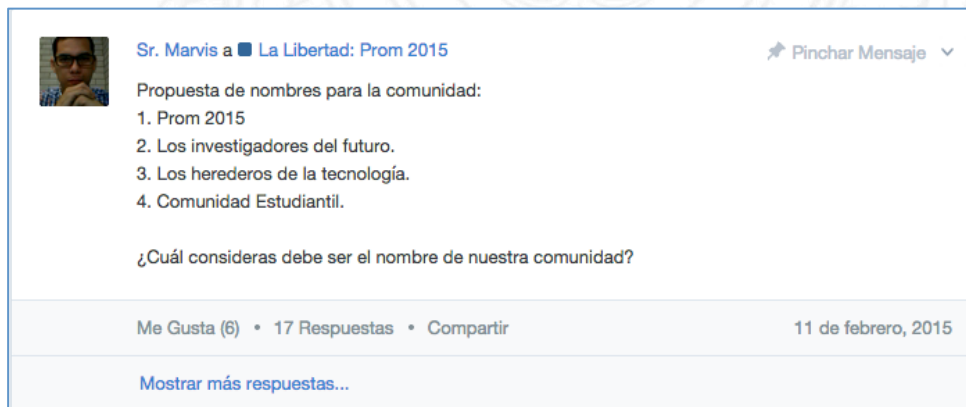 Sr. Marvis a La Libertad: Prom 2015
Pinchar Mensaje
Propuesta de nombres para la comunidad:
1. Prom 2015
2. Los investigadores del futuro.
3. Los herederos de la tecnología.
4. Comunidad Estudiantil.
¿Cuál consideras debe ser el nombre de nuestra comunidad?
Me Gusta (6) • 17 Respuestas • Compartir
11 de febrero, 2015
Mostrar más respuestas...